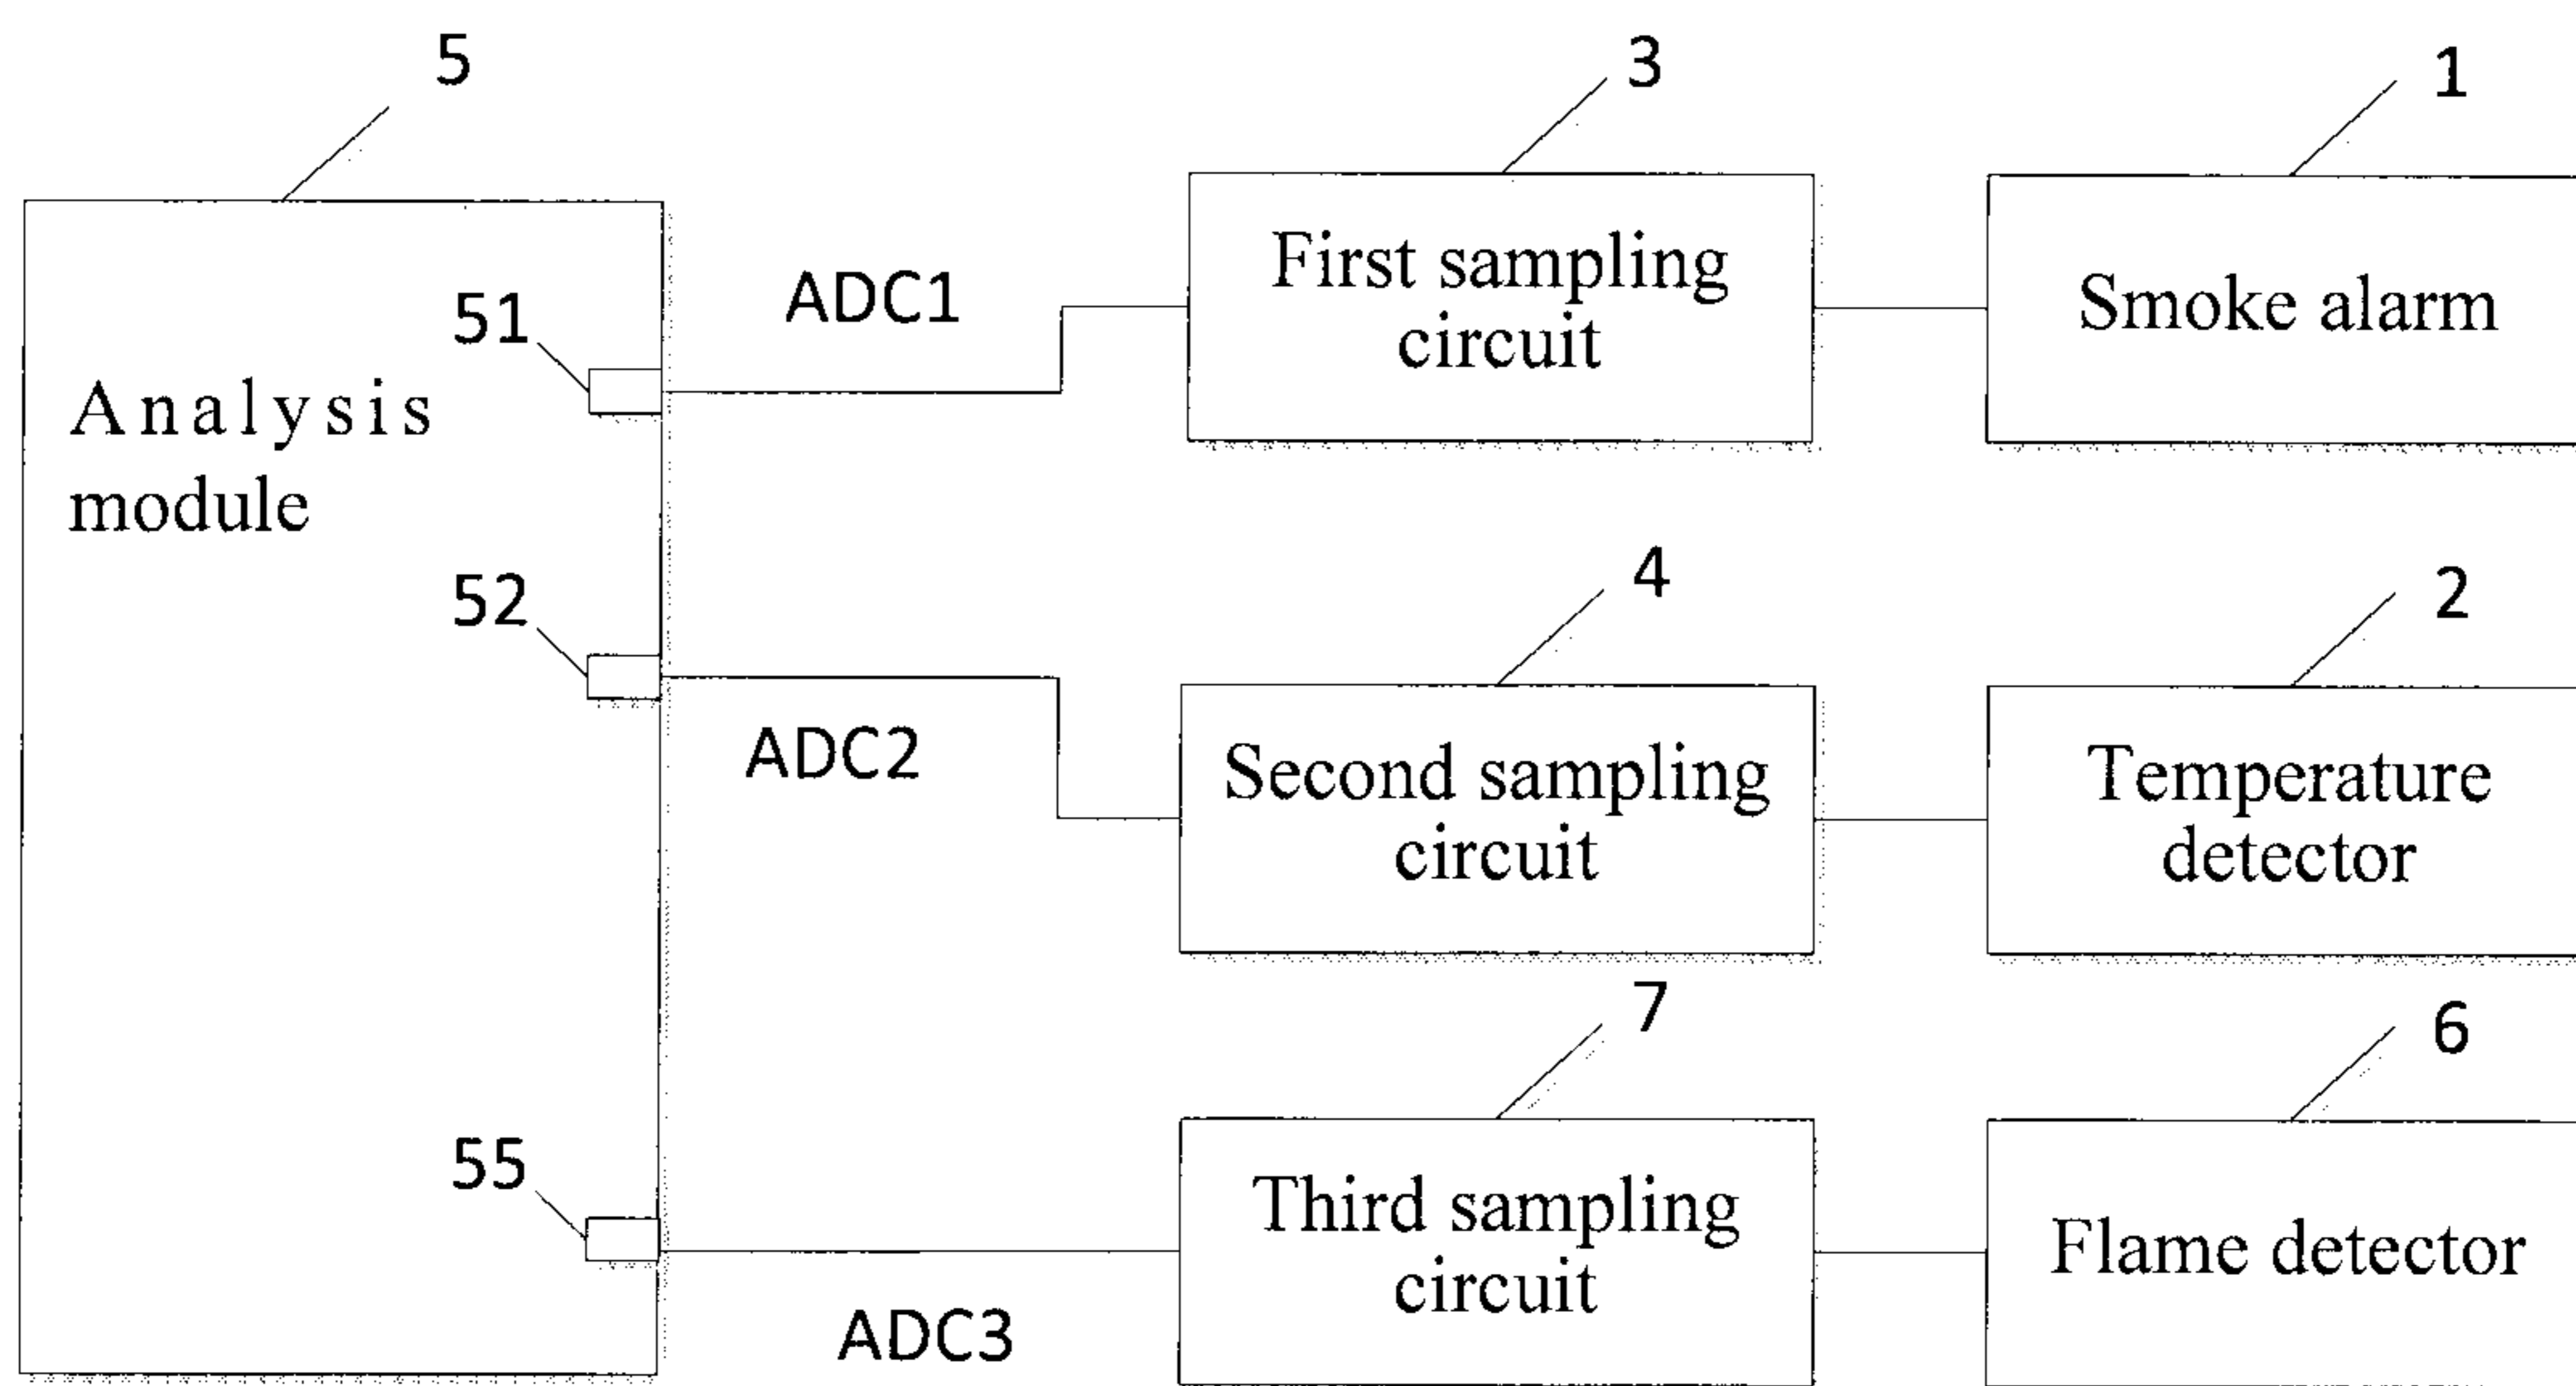 5
3
1
51
ADC1
First sampling
circuit
Smoke alarm
Analysis
module
52
ADC2
4
2
Second sampling
circuit
Temperature
detector
7
6
55
ADC3
Third sampling
circuit
Flame detector